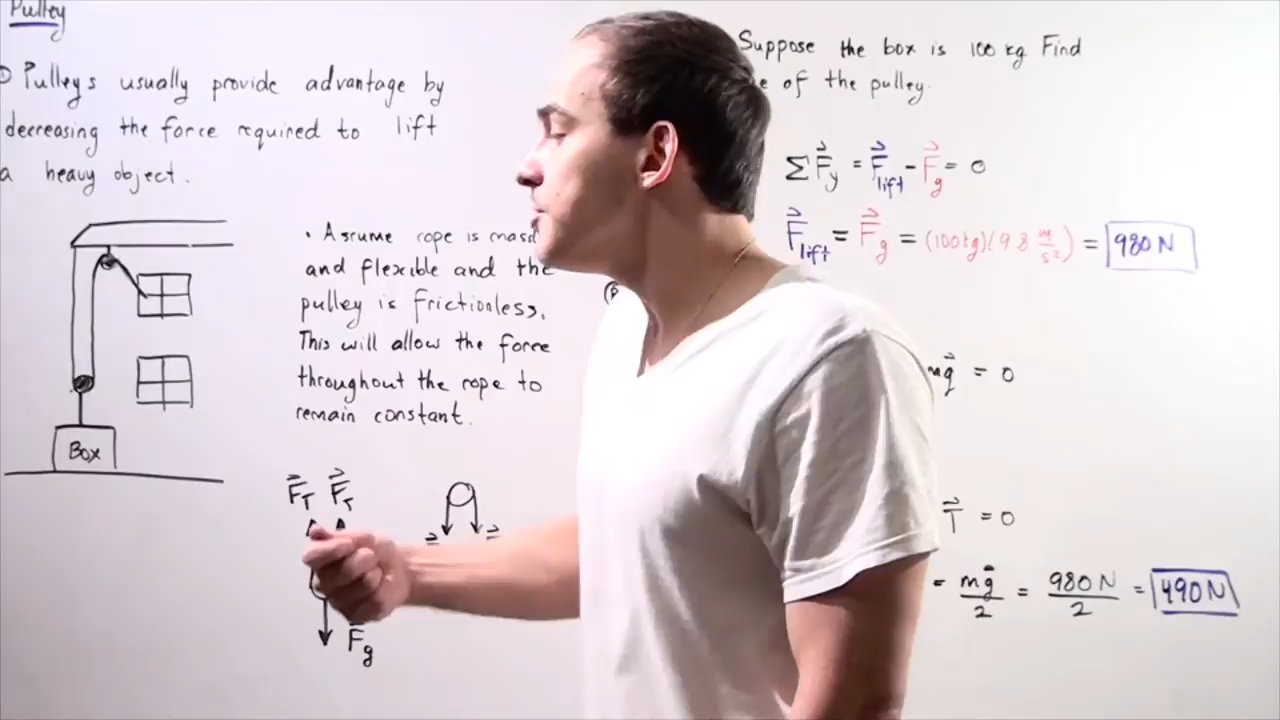 Pulley
Pulleys usually provide advantage by
decreasing the force required to lift
a heavy object.
Box
• Assume rope is
and flexible and the
pulley is frictionless.
This will allow the force
throughout the rope to
remain constant.
F⃗T F⃗T
Fg
Suppose the box is 100 kg Find
of the pulley.
Σ F⃗y = F⃗lift - F⃗g = 0
F⃗lift = F⃗g = (100kg)(9.8 m/s²) = 980 N
mg⃗ = 0
T⃗ = 0
= mg⃗/2 = 980 N/2 = 490 N